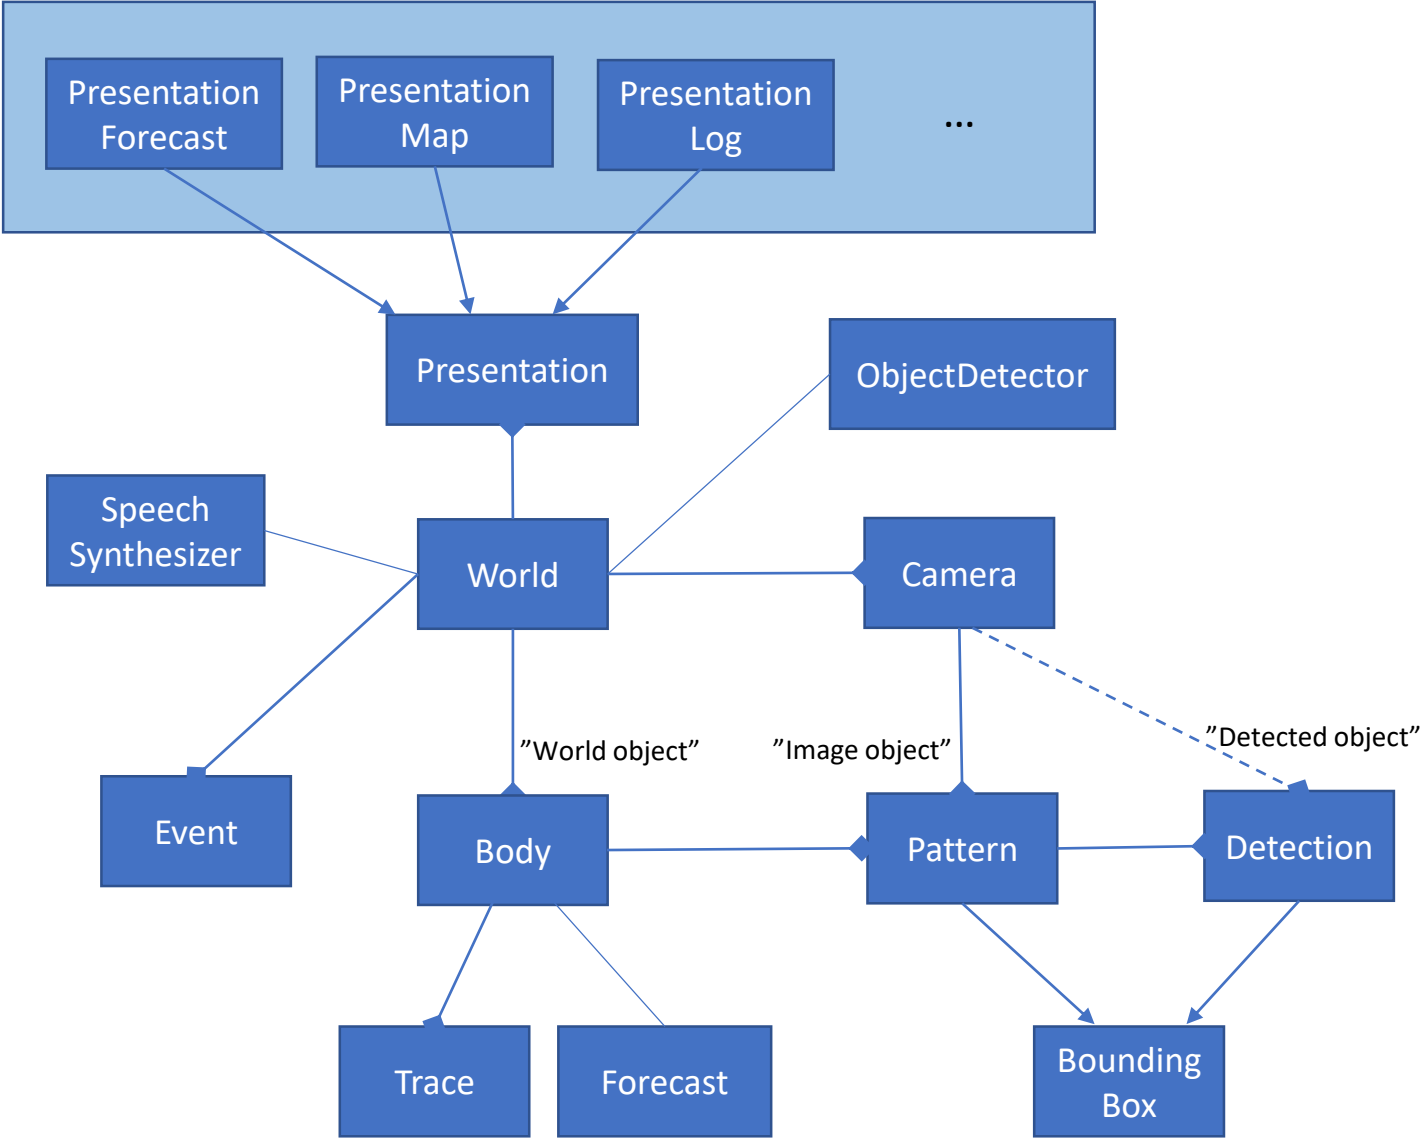 Presentation
Forecast
Presentation
Map
Presentation
Log
...
Presentation
ObjectDetector
Speech
Synthesizer
World
Camera
”World object”
”Image object”
”Detected object”
Event
Body
Pattern
Detection
Trace
Forecast
Bounding
Box